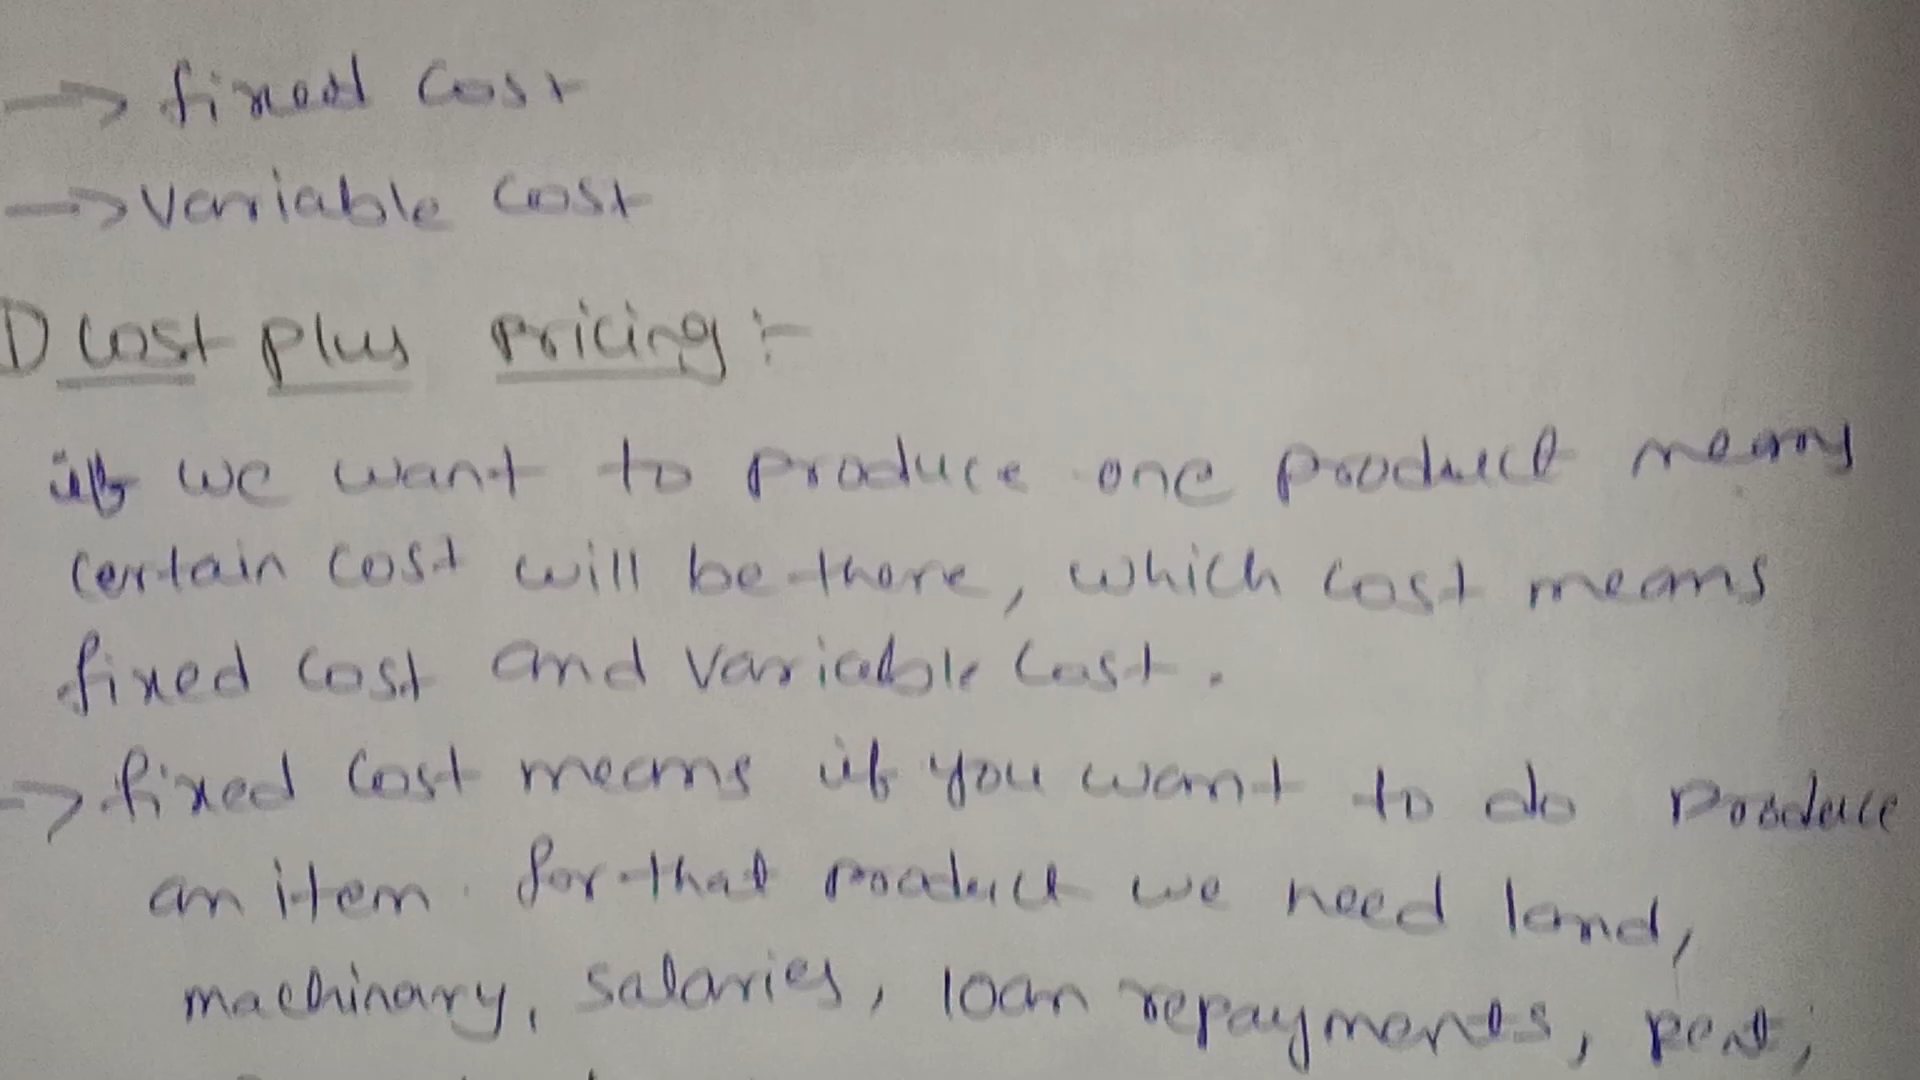 → fixed cost
→ variable cost
1) Cost plus pricing :-
if we want to produce one product means
certain cost will be there, which cost means
fixed cost and variable cost.
→ fixed cost means if you want to do produce
an item. for that product we need land,
machinary, salaries, loan repayments, rent,